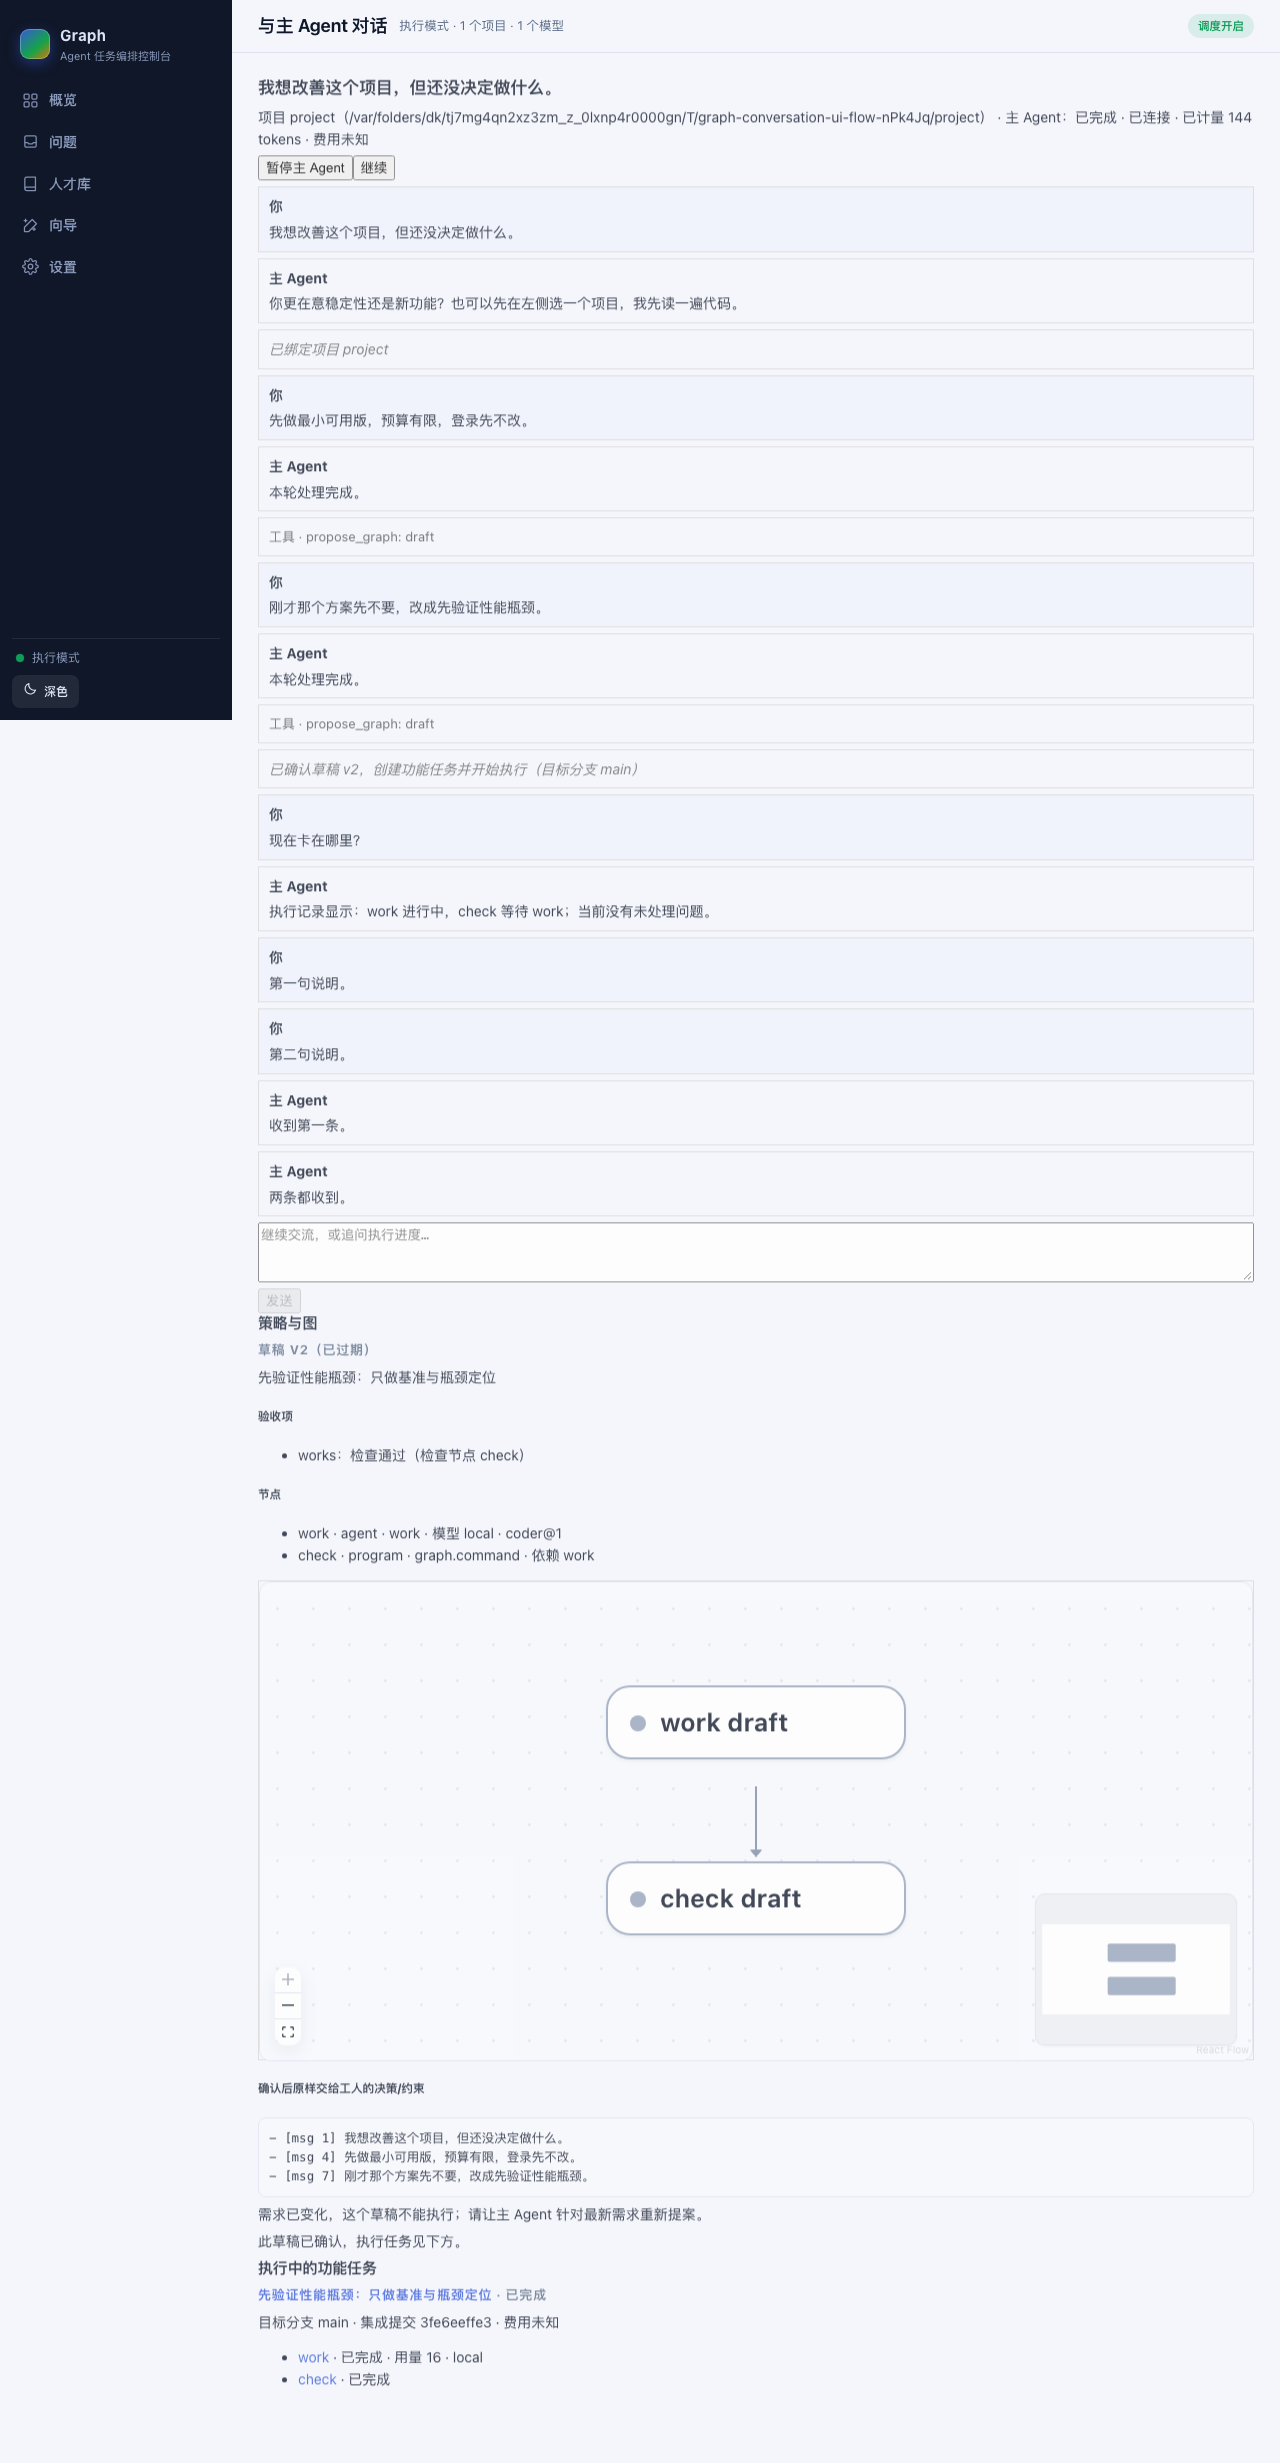 Graph
Agent 任务编排控制台
概览
问题
人才库
向导
设置
执行模式
深色
与主 Agent 对话
执行模式 · 1 个项目 · 1 个模型
调度开启
我想改善这个项目，但还没决定做什么。
项目 project（/var/folders/dk/tj7mg4qn2xz3zm_z_0lxnp4r0000gn/T/graph-conversation-ui-flow-nPk4Jq/project） · 主 Agent：已完成 · 已连接 · 已计量 144
tokens · 费用未知
暂停主 Agent
继续
你
我想改善这个项目，但还没决定做什么。
主 Agent
你更在意稳定性还是新功能？也可以先在左侧选一个项目，我先读一遍代码。
已绑定项目 project
你
先做最小可用版，预算有限，登录先不改。
主 Agent
本轮处理完成。
工具 · propose_graph: draft
你
刚才那个方案先不要，改成先验证性能瓶颈。
主 Agent
本轮处理完成。
工具 · propose_graph: draft
已确认草稿 v2，创建功能任务并开始执行（目标分支 main）
你
现在卡在哪里？
主 Agent
执行记录显示：work 进行中，check 等待 work；当前没有未处理问题。
你
第一句说明。
你
第二句说明。
主 Agent
收到第一条。
主 Agent
两条都收到。
继续交流，或追问执行进度…
发送
策略与图
草稿 V2（已过期）
先验证性能瓶颈：只做基准与瓶颈定位
验收项
• works：检查通过（检查节点 check）
节点
• work · agent · work · 模型 local · coder@1
• check · program · graph.command · 依赖 work
work draft
check draft
React Flow
确认后原样交给工人的决策/约束
– [msg 1] 我想改善这个项目，但还没决定做什么。
– [msg 4] 先做最小可用版，预算有限，登录先不改。
– [msg 7] 刚才那个方案先不要，改成先验证性能瓶颈。
需求已变化，这个草稿不能执行；请让主 Agent 针对最新需求重新提案。
此草稿已确认，执行任务见下方。
执行中的功能任务
先验证性能瓶颈：只做基准与瓶颈定位 · 已完成
目标分支 main · 集成提交 3fe6eeffe3 · 费用未知
• work · 已完成 · 用量 16 · local
• check · 已完成